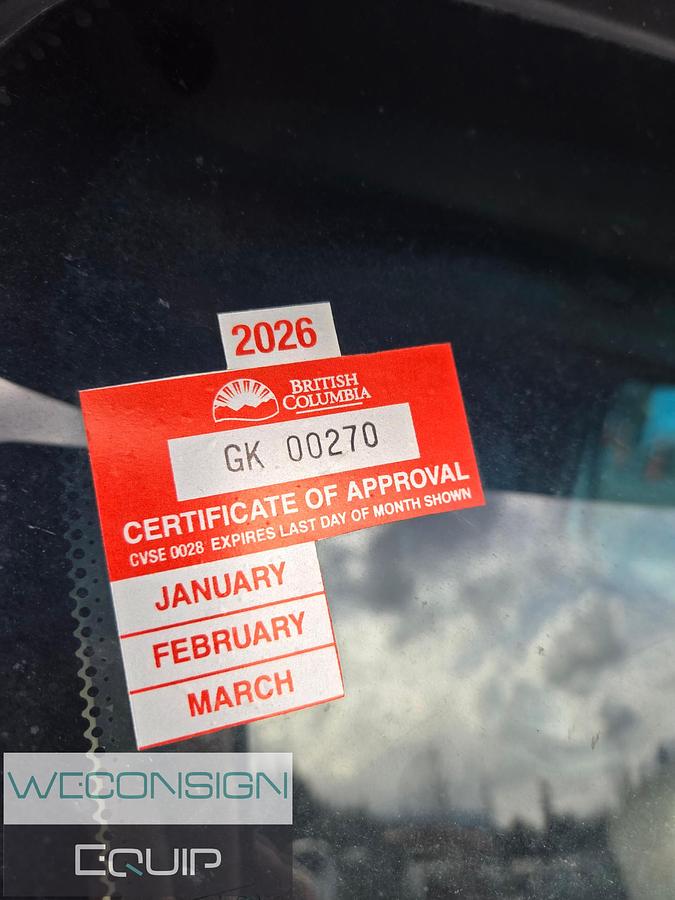 2026
BRITISH
COLUMBIA
GK 00270
CERTIFICATE OF APPROVAL
CVSE 0028 EXPIRES LAST DAY OF MONTH SHOWN
JANUARY
FEBRUARY
MARCH
WECONSIGN
EQUIP